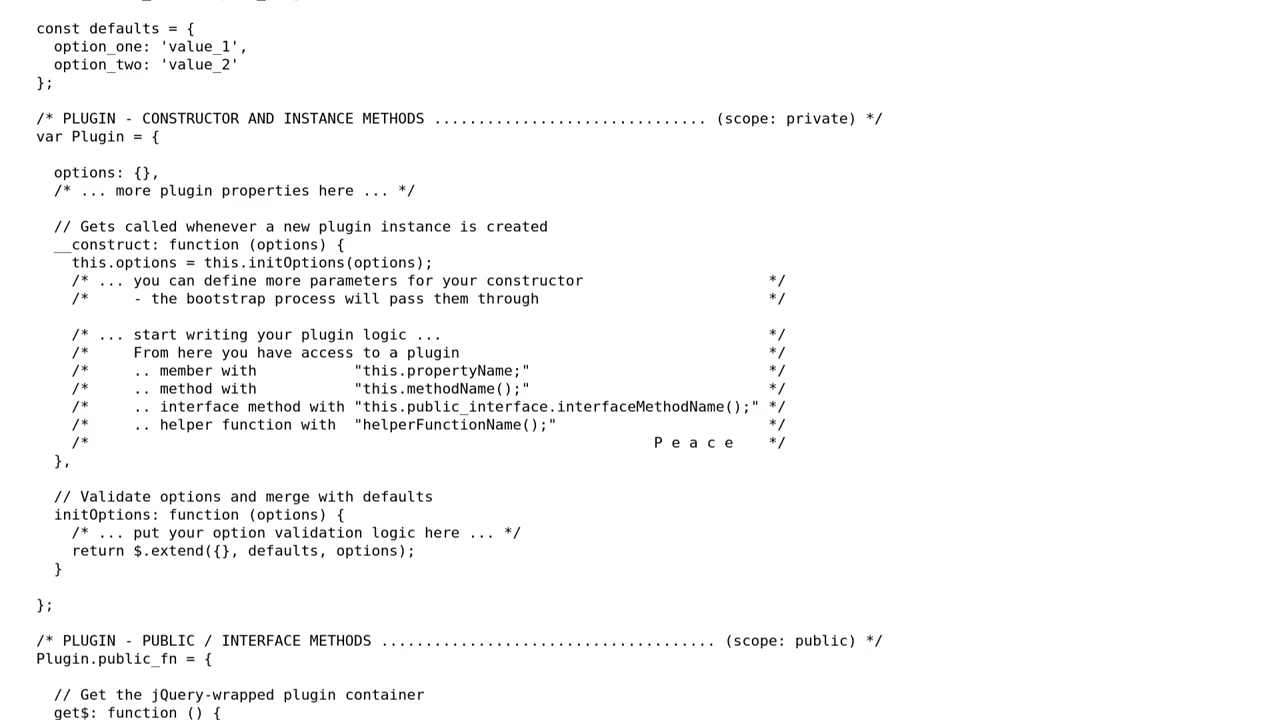 const defaults = {
  option_one: 'value_1',
  option_two: 'value_2'
};

/* PLUGIN - CONSTRUCTOR AND INSTANCE METHODS ............................... (scope: private) */
var Plugin = {

  options: {},
  /* ... more plugin properties here ... */

  // Gets called whenever a new plugin instance is created
  __construct: function (options) {
    this.options = this.initOptions(options);
    /* ... you can define more parameters for your constructor                     */
    /*     - the bootstrap process will pass them through                          */

    /* ... start writing your plugin logic ...                                     */
    /*     From here you have access to a plugin                                   */
    /*     .. member with           "this.propertyName;"                           */
    /*     .. method with           "this.methodName();"                           */
    /*     .. interface method with "this.public_interface.interfaceMethodName();" */
    /*     .. helper function with  "helperFunctionName();"                        */
    /*                                                                P e a c e    */
  },

  // Validate options and merge with defaults
  initOptions: function (options) {
    /* ... put your option validation logic here ... */
    return $.extend({}, defaults, options);
  }

};

/* PLUGIN - PUBLIC / INTERFACE METHODS ...................................... (scope: public) */
Plugin.public_fn = {

  // Get the jQuery-wrapped plugin container
  get$: function () {